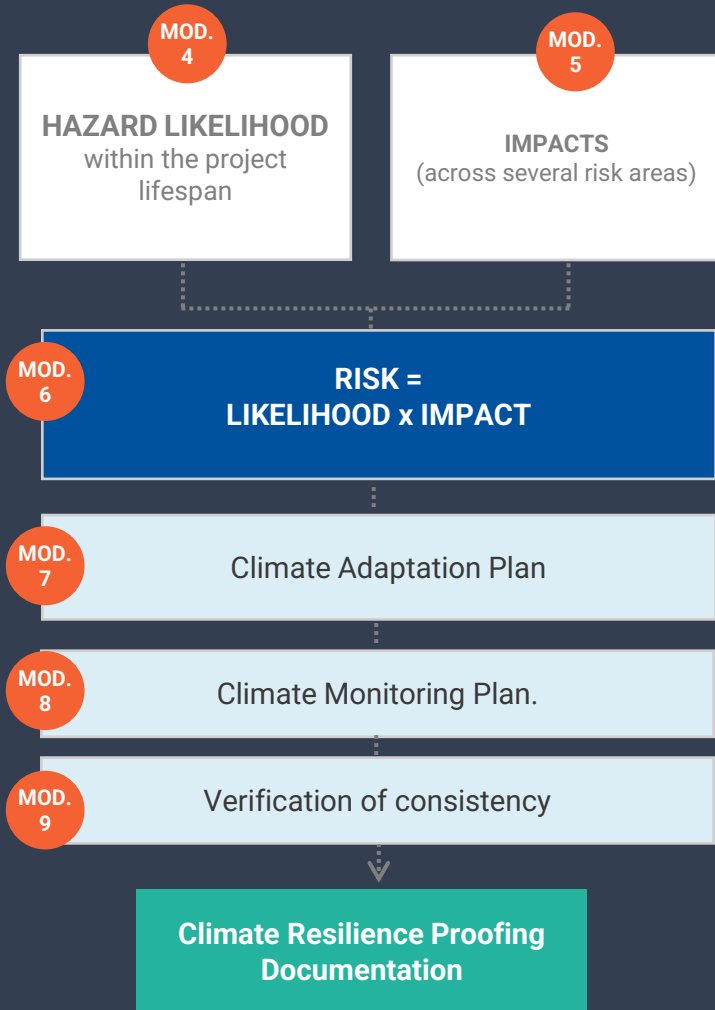 MOD.
4
HAZARD LIKELIHOOD
within the project
lifespan
MOD.
5
IMPACTS
(across several risk areas)
MOD.
6
RISK =
LIKELIHOOD x IMPACT
MOD.
7
Climate Adaptation Plan
MOD.
8
Climate Monitoring Plan.
MOD.
9
Verification of consistency
Climate Resilience Proofing
Documentation